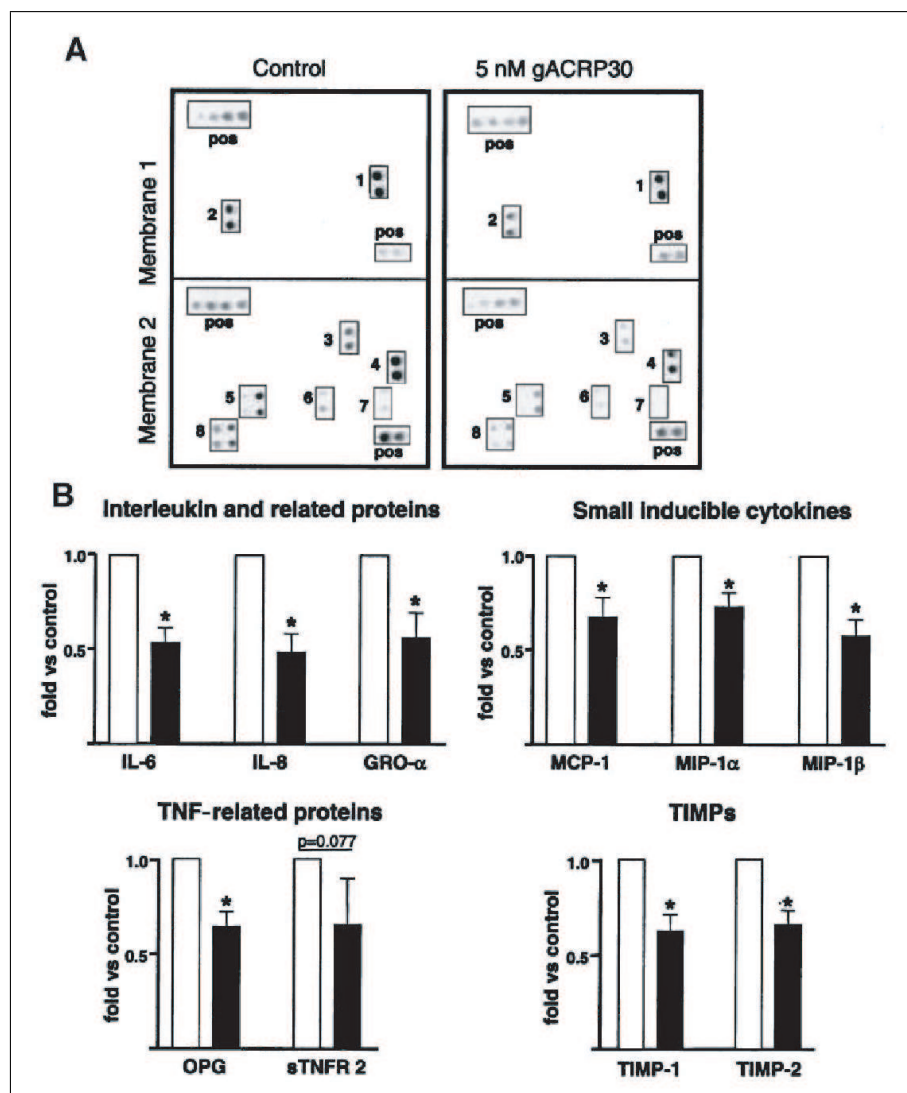 A
Control 5 nM gACRP30
Membrane 1
pos pos
1 1
2 2
pos pos
Membrane 2
pos pos
3 3
4 4
5 6 7 5 6 7
8 8
pos pos
B
Interleukin and related proteins Small inducible cytokines
fold vs control
1.0
0.5
* * *
IL-6 IL-8 GRO-α
fold vs control
1.0
0.5
* * *
MCP-1 MIP-1α MIP-1β
TNF-related proteins TIMPs
p=0.077
fold vs control
1.0
0.5
*
OPG sTNFR 2
fold vs control
1.0
0.5
* *
TIMP-1 TIMP-2